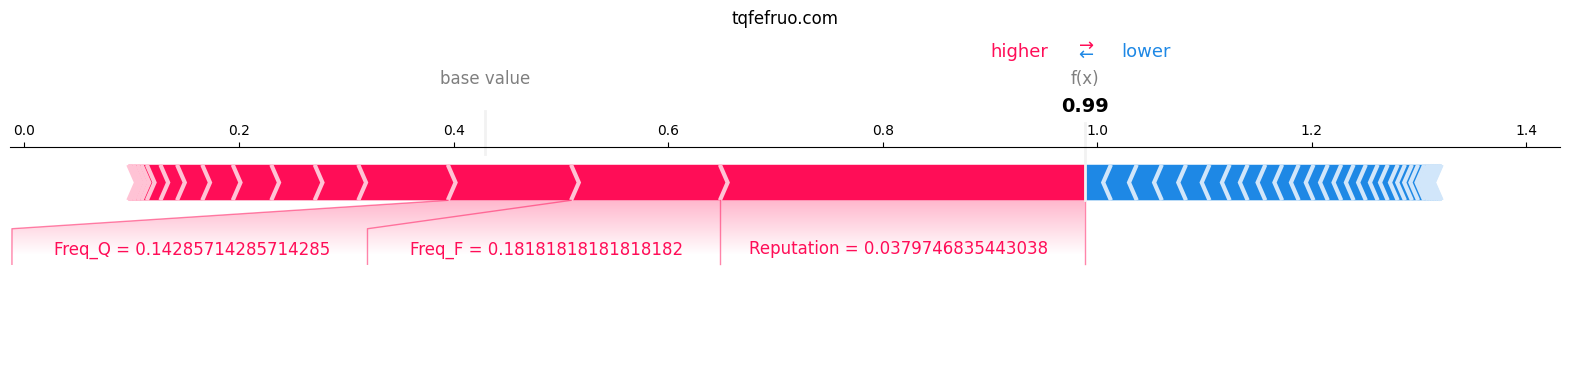 tqfefruo.com
higher ⇄ lower
base value f(x)
0.99
0.0 0.2 0.4 0.6 0.8 1.0 1.2 1.4
Freq_Q = 0.14285714285714285 Freq_F = 0.18181818181818182 Reputation = 0.0379746835443038